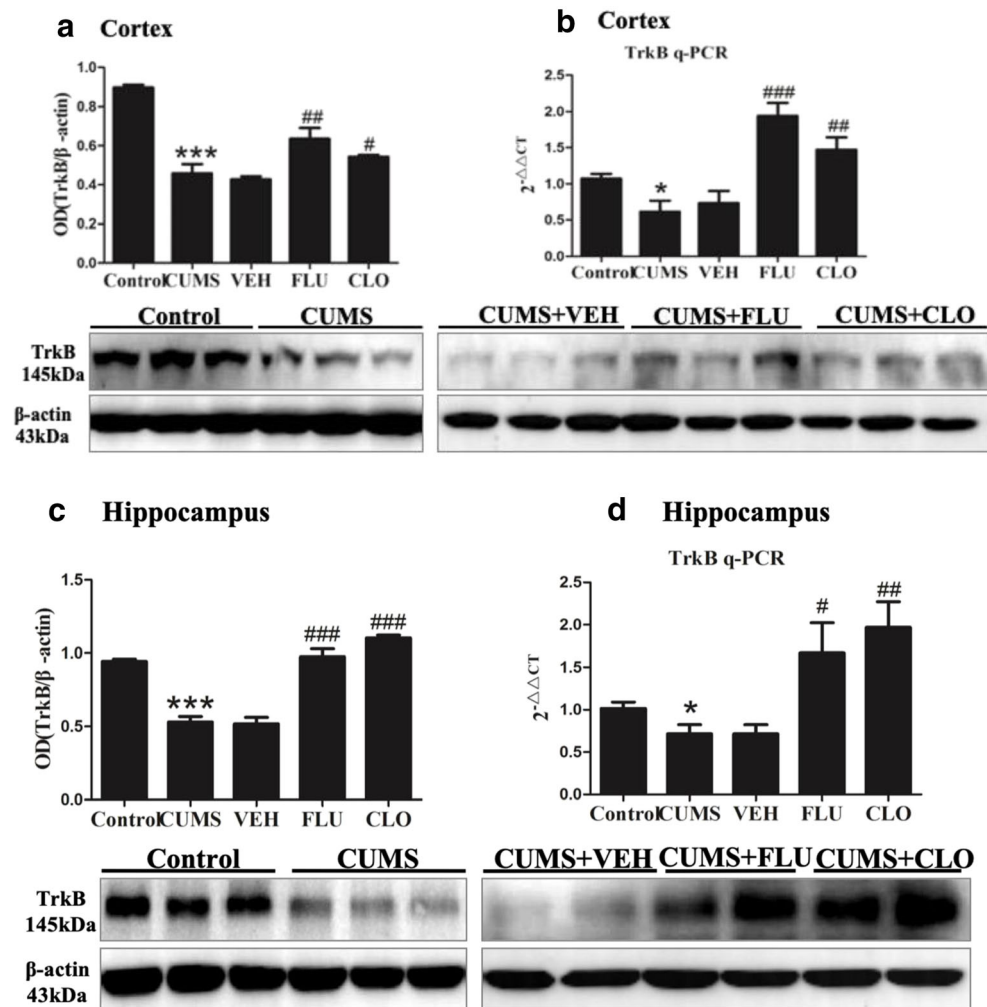 a Cortex
OD(TrkB/β -actin)
1.0
0.8
0.6
0.4
0.2
0.0
***
##
#
Control CUMS VEH FLU CLO
b Cortex
TrkB q-PCR
2-△△CT
2.5
2.0
1.5
1.0
0.5
0.0
*
###
##
Control CUMS VEH FLU CLO
Control CUMS
CUMS+VEH CUMS+FLU CUMS+CLO
TrkB
145kDa
β-actin
43kDa
c Hippocampus
OD(TrkB/β -actin)
1.5
1.0
0.5
0.0
***
###
###
Control CUMS VEH FLU CLO
d Hippocampus
TrkB q-PCR
2-△△CT
2.5
2.0
1.5
1.0
0.5
0.0
*
#
##
Control CUMS VEH FLU CLO
Control CUMS
CUMS+VEH CUMS+FLU CUMS+CLO
TrkB
145kDa
β-actin
43kDa